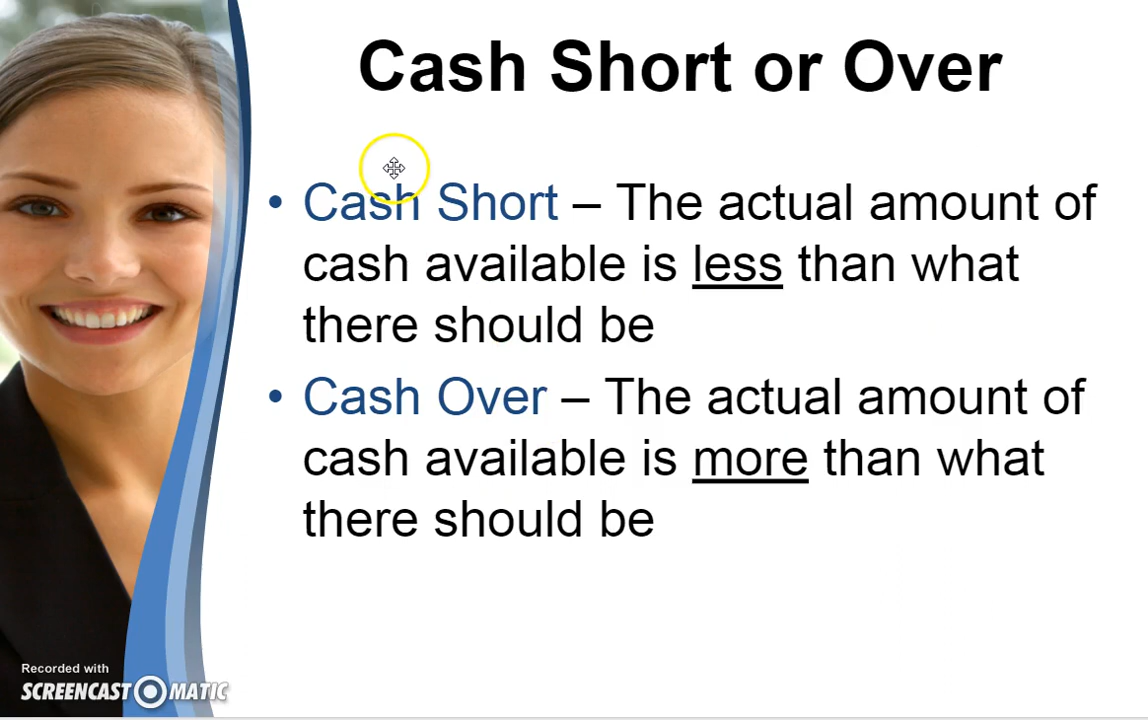 Cash Short or Over
• Cash Short – The actual amount of
cash available is less than what
there should be
• Cash Over – The actual amount of
cash available is more than what
there should be
Recorded with
SCREENCAST MATIC